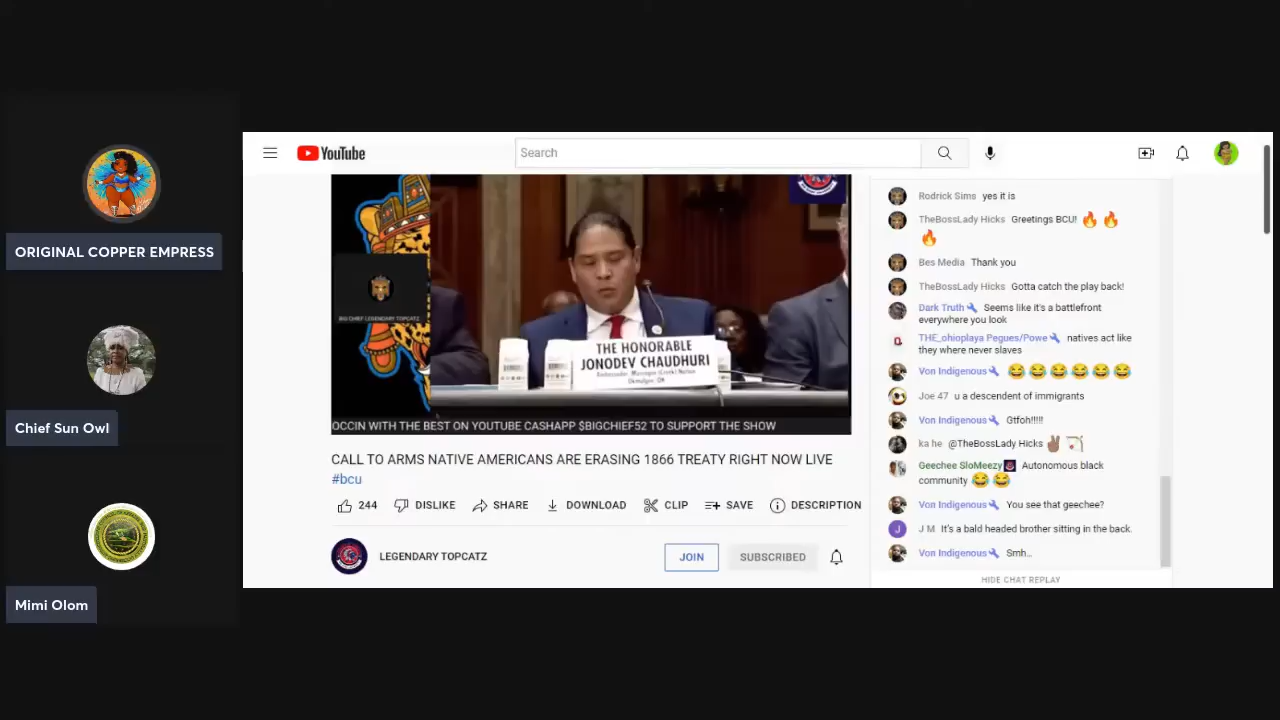 ORIGINAL COPPER EMPRESS
Chief Sun Owl
Mimi Olom
YouTube
Search
BIG CHIEF LEGENDARY TOPCATZ
THE HONORABLE
JONODEV CHAUDHURI
Ambassador, Muscogee (Creek) Nation
Okmulgee, OK
OCCIN WITH THE BEST ON YOUTUBE CASHAPP $BIGCHIEF52 TO SUPPORT THE SHOW
CALL TO ARMS NATIVE AMERICANS ARE ERASING 1866 TREATY RIGHT NOW LIVE
#bcu
244 DISLIKE SHARE DOWNLOAD CLIP SAVE DESCRIPTION
LEGENDARY TOPCATZ
JOIN
SUBSCRIBED
Rodrick Sims yes it is
TheBossLady Hicks Greetings BCU! 🔥 🔥
🔥
Bes Media Thank you
TheBossLady Hicks Gotta catch the play back!
Dark Truth Seems like it's a battlefront
everywhere you look
THE_ohioplaya Pegues/Powe natives act like
they where never slaves
Von Indigenous 😂 😂 😂 😂 😂 😂
Joe 47 u a descendent of immigrants
Von Indigenous Gtfoh!!!!!
ka he @TheBossLady Hicks ✌🏽 🏹
Geechee SloMeezy Autonomous black
community 😂 😂
Von Indigenous You see that geechee?
J M It's a bald headed brother sitting in the back.
Von Indigenous Smh...
HIDE CHAT REPLAY